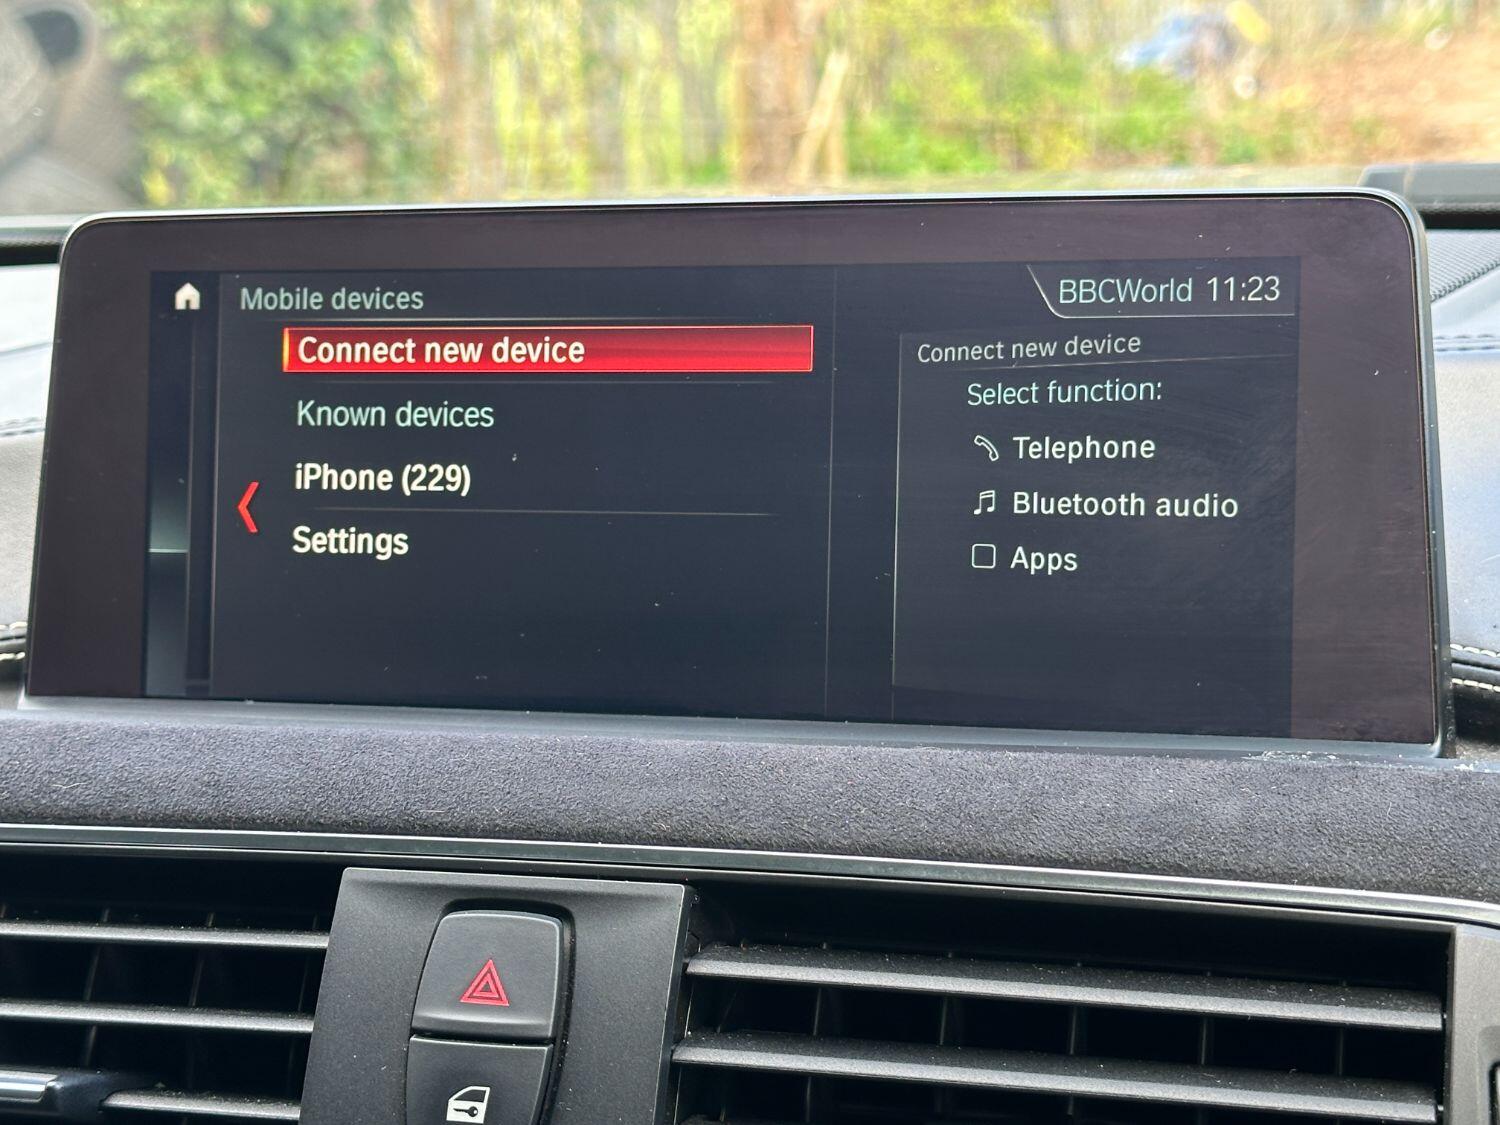 Mobile devices
BBCWorld 11:23
Connect new device
Known devices
iPhone (229)
Settings
Connect new device
Select function:
Telephone
Bluetooth audio
Apps